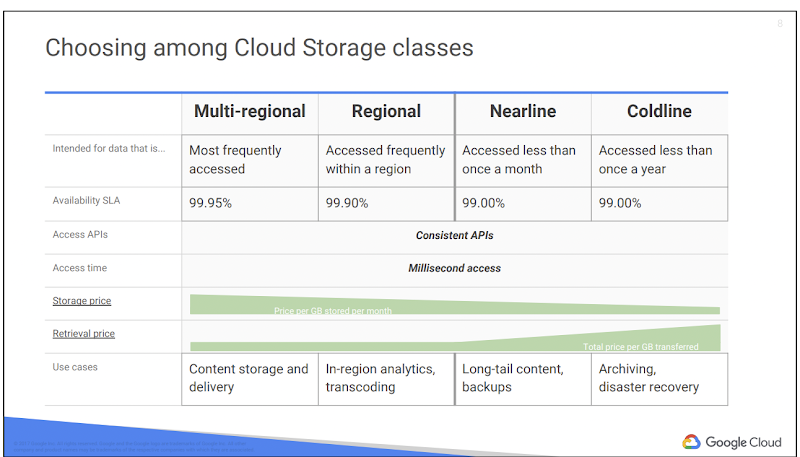 8
Choosing among Cloud Storage classes
Multi-regional Regional Nearline Coldline
Intended for data that is...
Most frequently
accessed
Accessed frequently
within a region
Accessed less than
once a month
Accessed less than
once a year
Availability SLA 99.95% 99.90% 99.00% 99.00%
Access APIs Consistent APIs
Access time Millisecond access
Storage price
Price per GB stored per month
Retrieval price
Total price per GB transferred
Use cases
Content storage and
delivery
In-region analytics,
transcoding
Long-tail content,
backups
Archiving,
disaster recovery
Google Cloud